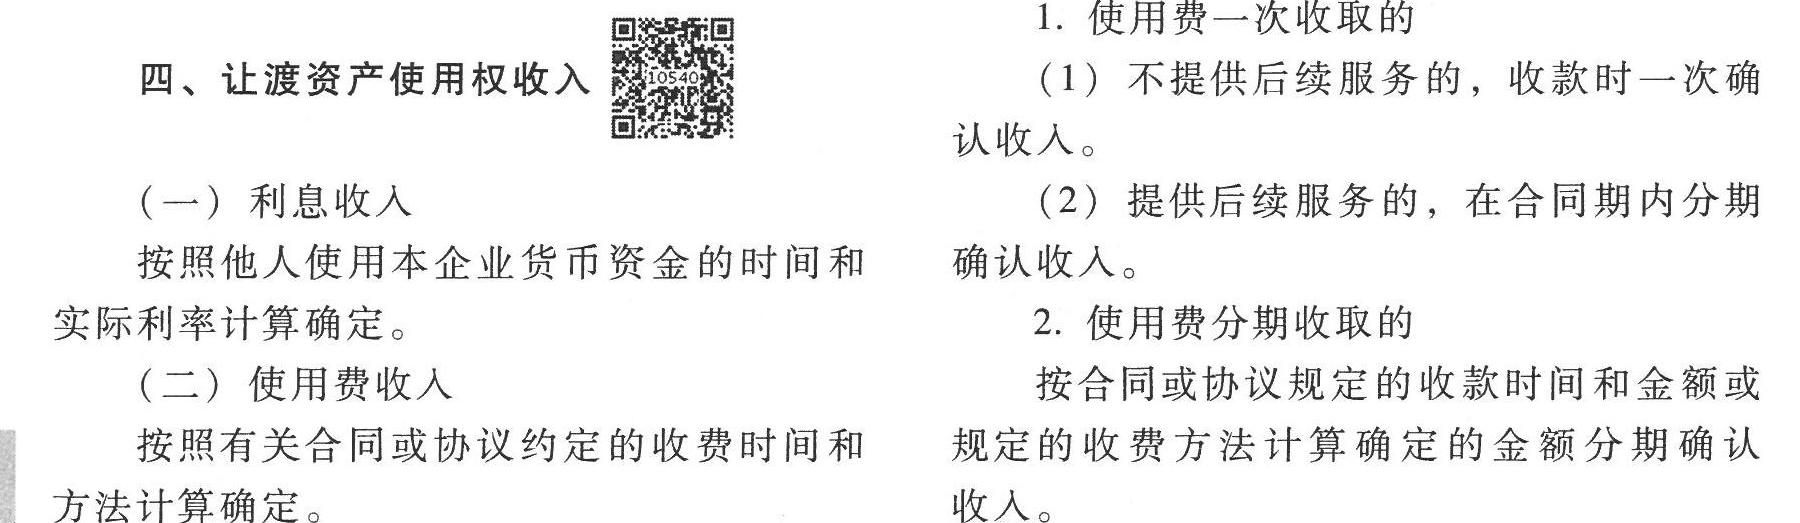 四、让渡资产使用权收入
10540
（一）利息收入
按照他人使用本企业货币资金的时间和
实际利率计算确定。
（二）使用费收入
按照有关合同或协议约定的收费时间和
方法计算确定。
1. 使用费一次收取的
（1）不提供后续服务的，收款时一次确
认收入。
（2）提供后续服务的，在合同期内分期
确认收入。
2. 使用费分期收取的
按合同或协议规定的收款时间和金额或
规定的收费方法计算确定的金额分期确认
收入。